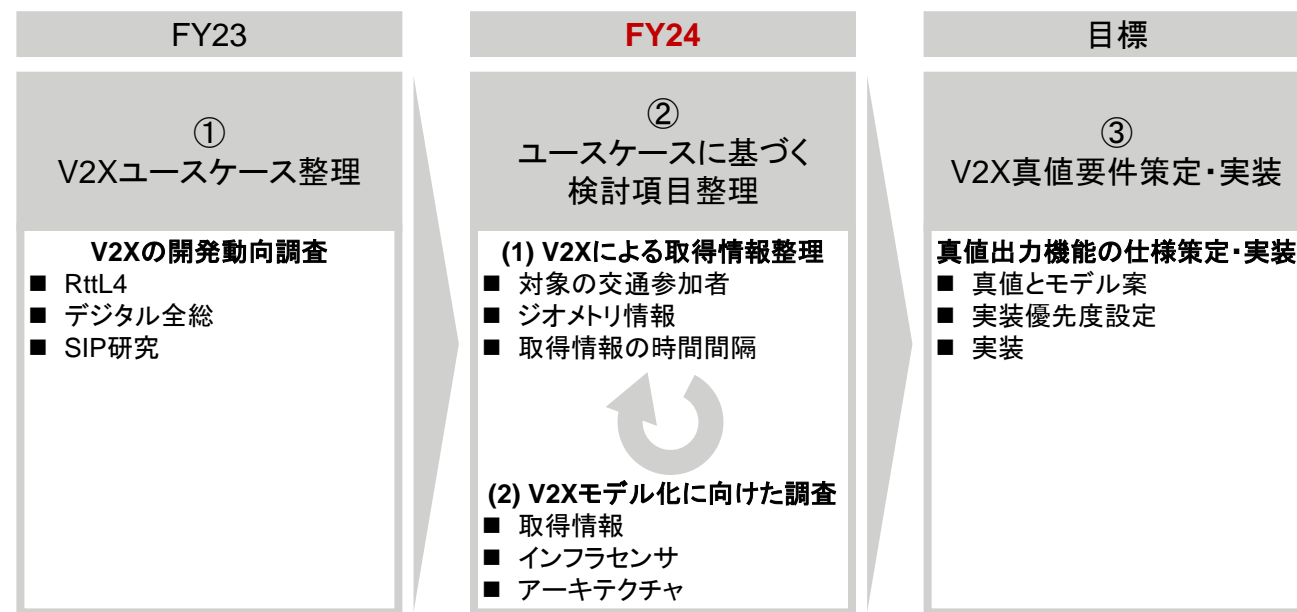 FY23
①
V2Xユースケース整理
V2Xの開発動向調査
■ RttL4
■ デジタル全総
■ SIP研究
FY24
②
ユースケースに基づく
検討項目整理
(1) V2Xによる取得情報整理
■ 対象の交通参加者
■ ジオメトリ情報
■ 取得情報の時間間隔
(2) V2Xモデル化に向けた調査
■ 取得情報
■ インフラセンサ
■ アーキテクチャ
目標
③
V2X真値要件策定・実装
真値出力機能の仕様策定・実装
■ 真値とモデル案
■ 実装優先度設定
■ 実装